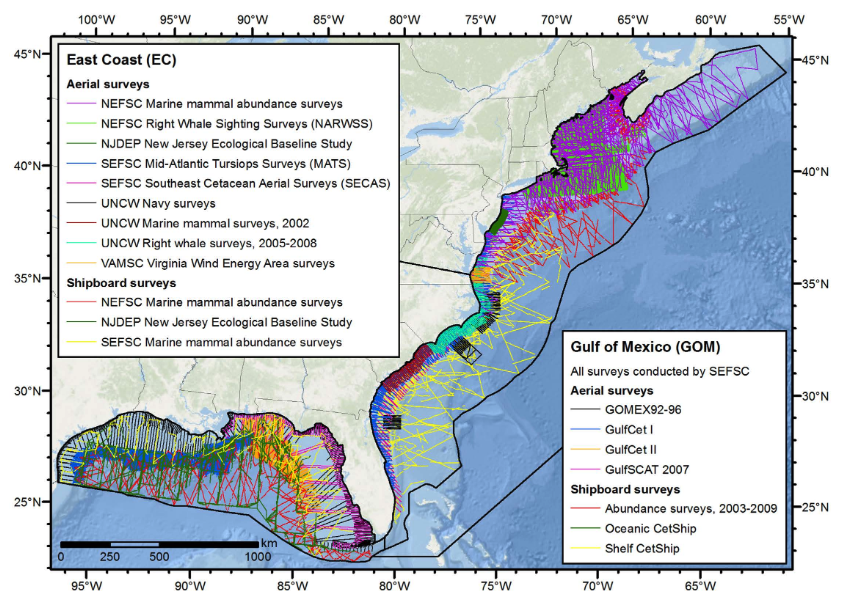 100°W 95°W 90°W 85°W 80°W 75°W 70°W 65°W 60°W 55°W
45°N
40°N
35°N
30°N
25°N
East Coast (EC)
Aerial surveys
NEFSC Marine mammal abundance surveys
NEFSC Right Whale Sighting Surveys (NARWSS)
NJDEP New Jersey Ecological Baseline Study
SEFSC Mid-Atlantic Tursiops Surveys (MATS)
SEFSC Southeast Cetacean Aerial Surveys (SECAS)
UNCW Navy surveys
UNCW Marine mammal surveys, 2002
UNCW Right whale surveys, 2005-2008
VAMSC Virginia Wind Energy Area surveys
Shipboard surveys
NEFSC Marine mammal abundance surveys
NJDEP New Jersey Ecological Baseline Study
SEFSC Marine mammal abundance surveys
45°N
40°N
35°N
30°N
25°N
Gulf of Mexico (GOM)
All surveys conducted by SEFSC
Aerial surveys
GOMEX92-96
GulfCet I
GulfCet II
GulfSCAT 2007
Shipboard surveys
Abundance surveys, 2003-2009
Oceanic CetShip
Shelf CetShip
km
0 250 500 1000
95°W 90°W 85°W 80°W 75°W 70°W 65°W